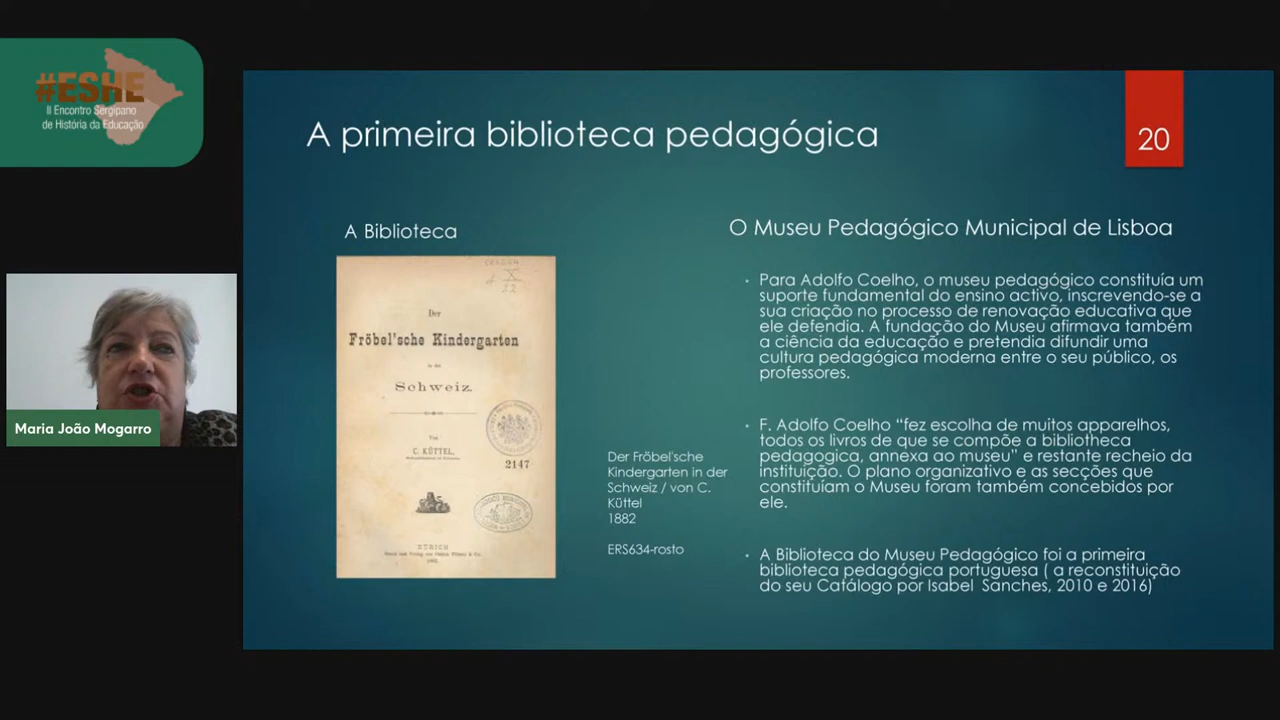 #ESHE
II Encontro Sergipano
de História da Educação
A primeira biblioteca pedagógica
20
A Biblioteca
O Museu Pedagógico Municipal de Lisboa
Der
Fröbel'sche Kindergarten
in der
Schweiz.
Von
C. KÜTTEL,
2147
ZÜRICH
1882.
Der Fröbel'sche
Kindergarten in der
Schweiz / von C.
Küttel
1882
ERS634-rosto
• Para Adolfo Coelho, o museu pedagógico constituía um
suporte fundamental do ensino activo, inscrevendo-se a
sua criação no processo de renovação educativa que
ele defendia. A fundação do Museu afirmava também
a ciência da educação e pretendia difundir uma
cultura pedagógica moderna entre o seu público, os
professores.
• F. Adolfo Coelho “fez escolha de muitos apparelhos,
todos os livros de que se compõe a bibliotheca
pedagogica, annexa ao museu” e restante recheio da
instituição. O plano organizativo e as secções que
constituíam o Museu foram também concebidos por
ele.
• A Biblioteca do Museu Pedagógico foi a primeira
biblioteca pedagógica portuguesa ( a reconstituição
do seu Catálogo por Isabel Sanches, 2010 e 2016)
Maria João Mogarro